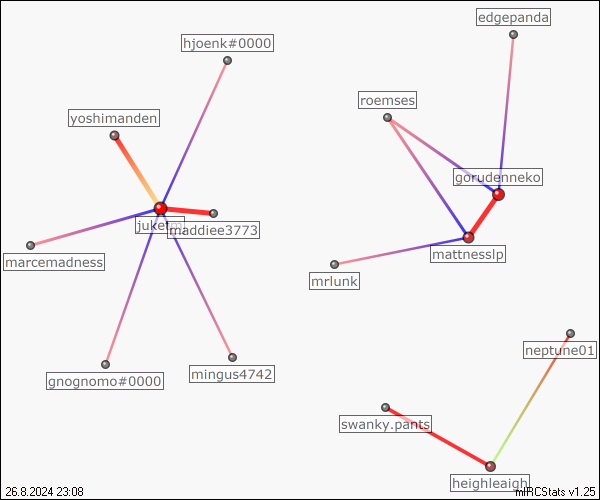 edgepanda
hjoenk#0000
roemses
yoshimanden
gorudenneko
maddiee3773
mattnesslp
marcemadness
mrlunk
neptune01
gnognomo#0000
mingus4742
swanky.pants
heighleaigh
26.8.2024 23:08
mIRCStats v1.25